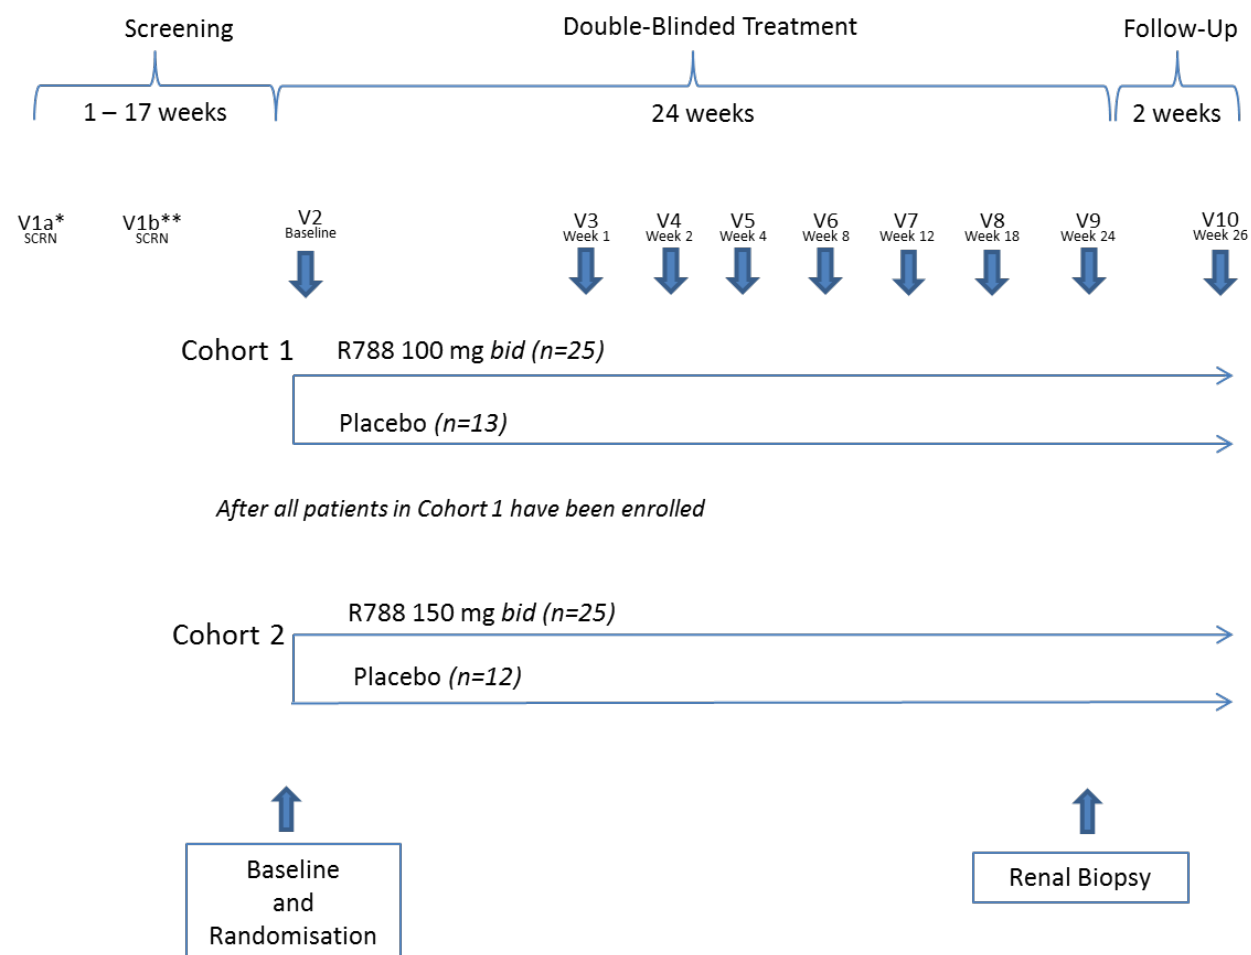 Screening
Double-Blinded Treatment
Follow-Up
1 – 17 weeks
24 weeks
2 weeks
V1a*
SCRN
V1b**
SCRN
V2
Baseline
V3
Week 1
V4
Week 2
V5
Week 4
V6
Week 8
V7
Week 12
V8
Week 18
V9
Week 24
V10
Week 26
Cohort 1
R788 100 mg bid (n=25)
Placebo (n=13)
After all patients in Cohort 1 have been enrolled
Cohort 2
R788 150 mg bid (n=25)
Placebo (n=12)
Baseline
and
Randomisation
Renal Biopsy